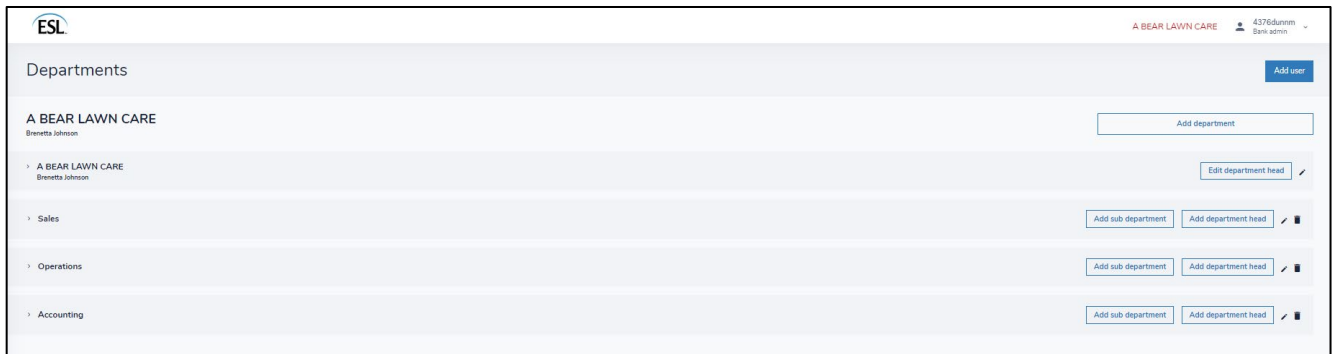 ESL
A BEAR LAWN CARE
4376dunnm
Bank admin
Departments
Add user
A BEAR LAWN CARE
Brenetta Johnson
Add department
A BEAR LAWN CARE
Brenetta Johnson
Edit department head
Sales
Add sub department
Add department head
Operations
Add sub department
Add department head
Accounting
Add sub department
Add department head